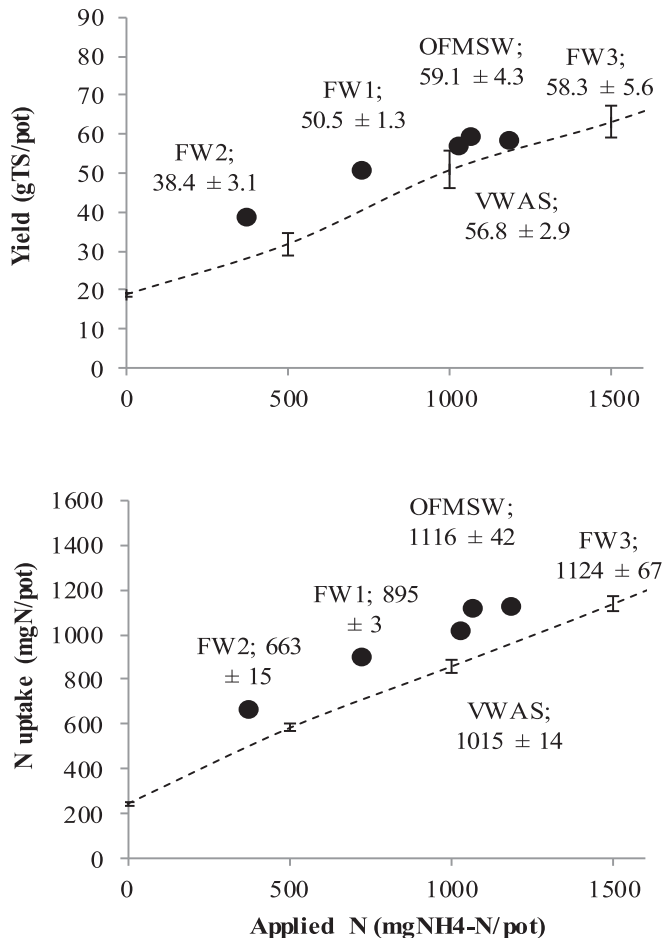 90
80
70
60
50
40
30
20
10
0
Yield (gTS/pot)
OFMSW;
59.1 ± 4.3
FW3;
58.3 ± 5.6
FW1;
50.5 ± 1.3
FW2;
38.4 ± 3.1
VWAS;
56.8 ± 2.9
0 500 1000 1500
1600
1400
1200
1000
800
600
400
200
0
N uptake (mgN/pot)
OFMSW;
1116 ± 42
FW3;
1124 ± 67
FW1; 895
± 3
FW2; 663
± 15
VWAS;
1015 ± 14
0 500 1000 1500
Applied N (mgNH4-N/pot)